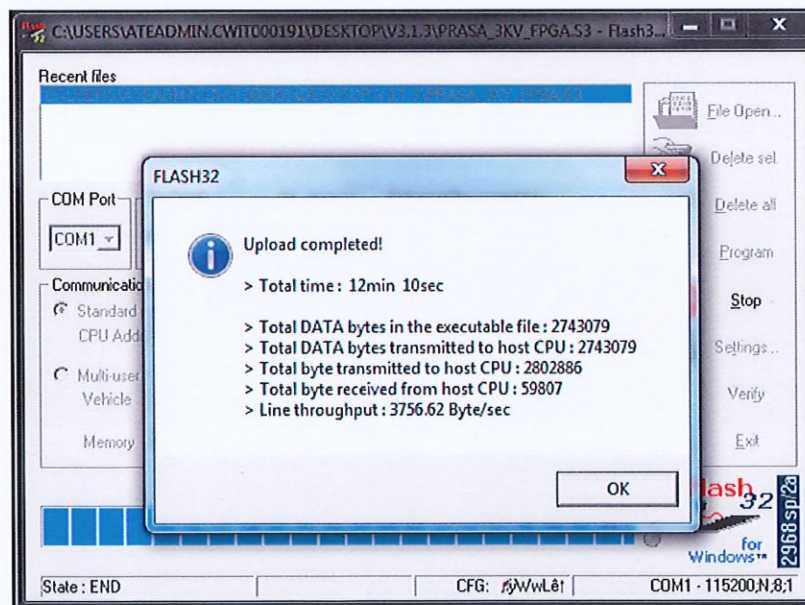 C:\USERS\ATEADMIN.CWIT000191\DESKTOP\V3.1.3\PRASA_3KV_FPGA.S3 - Flash3...
Recent files
File Open...
Delete sel.
Delete all
Program
Stop
Settings...
Verify
Exit
COM Port
COM1
Communicatio
Standard
CPU Add
Multi-user
Vehicle
Memory
FLASH32
Upload completed!
> Total time : 12min 10sec
> Total DATA bytes in the executable file : 2743079
> Total DATA bytes transmitted to host CPU : 2743079
> Total byte transmitted to host CPU : 2802886
> Total byte received from host CPU : 59807
> Line throughput : 3756.62 Byte/sec
OK
lash
32
for
Windows™
2968sp/2a
State : END
CFG:
COM1 - 115200,N,8,1